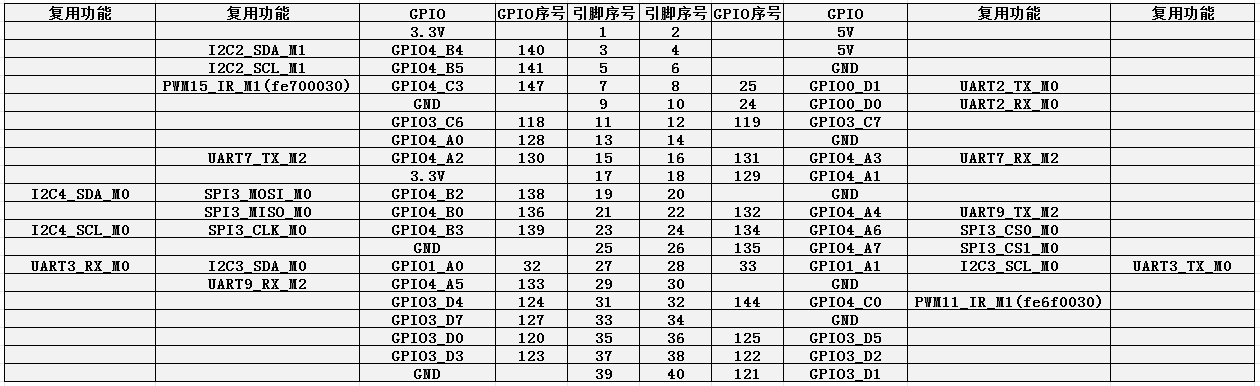 复用功能 复用功能 GPIO GPIO序号 引脚序号 引脚序号 GPIO序号 GPIO 复用功能 复用功能
3.3V 1 2 5V
I2C2_SDA_M1 GPIO4_B4 140 3 4 5V
I2C2_SCL_M1 GPIO4_B5 141 5 6 GND
PWM15_IR_M1(fe700030) GPIO4_C3 147 7 8 25 GPIO0_D1 UART2_TX_M0
GND 9 10 24 GPIO0_D0 UART2_RX_M0
GPIO3_C6 118 11 12 119 GPIO3_C7
GPIO4_A0 128 13 14 GND
UART7_TX_M2 GPIO4_A2 130 15 16 131 GPIO4_A3 UART7_RX_M2
3.3V 17 18 129 GPIO4_A1
I2C4_SDA_M0 SPI3_MOSI_M0 GPIO4_B2 138 19 20 GND
SPI3_MISO_M0 GPIO4_B0 136 21 22 132 GPIO4_A4 UART9_TX_M2
I2C4_SCL_M0 SPI3_CLK_M0 GPIO4_B3 139 23 24 134 GPIO4_A6 SPI3_CS0_M0
GND 25 26 135 GPIO4_A7 SPI3_CS1_M0
UART3_RX_M0 I2C3_SDA_M0 GPIO1_A0 32 27 28 33 GPIO1_A1 I2C3_SCL_M0 UART3_TX_M0
UART9_RX_M2 GPIO4_A5 133 29 30 GND
GPIO3_D4 124 31 32 144 GPIO4_C0 PWM11_IR_M1(fe6f0030)
GPIO3_D7 127 33 34 GND
GPIO3_D0 120 35 36 125 GPIO3_D5
GPIO3_D3 123 37 38 122 GPIO3_D2
GND 39 40 121 GPIO3_D1